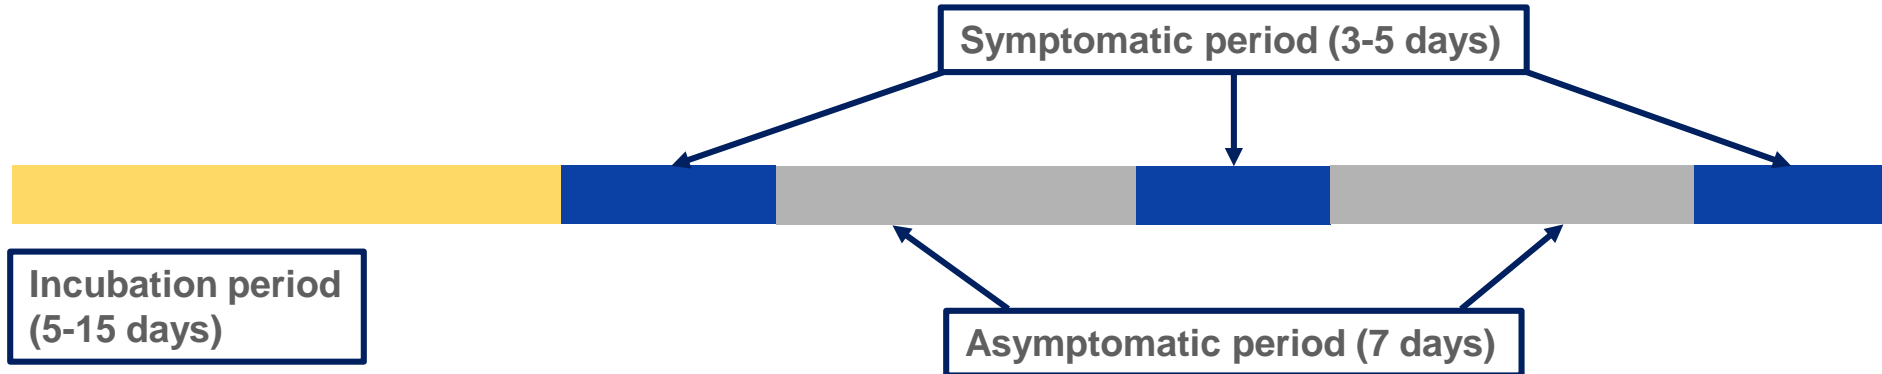 Symptomatic period (3-5 days)
Incubation period
(5-15 days)
Asymptomatic period (7 days)